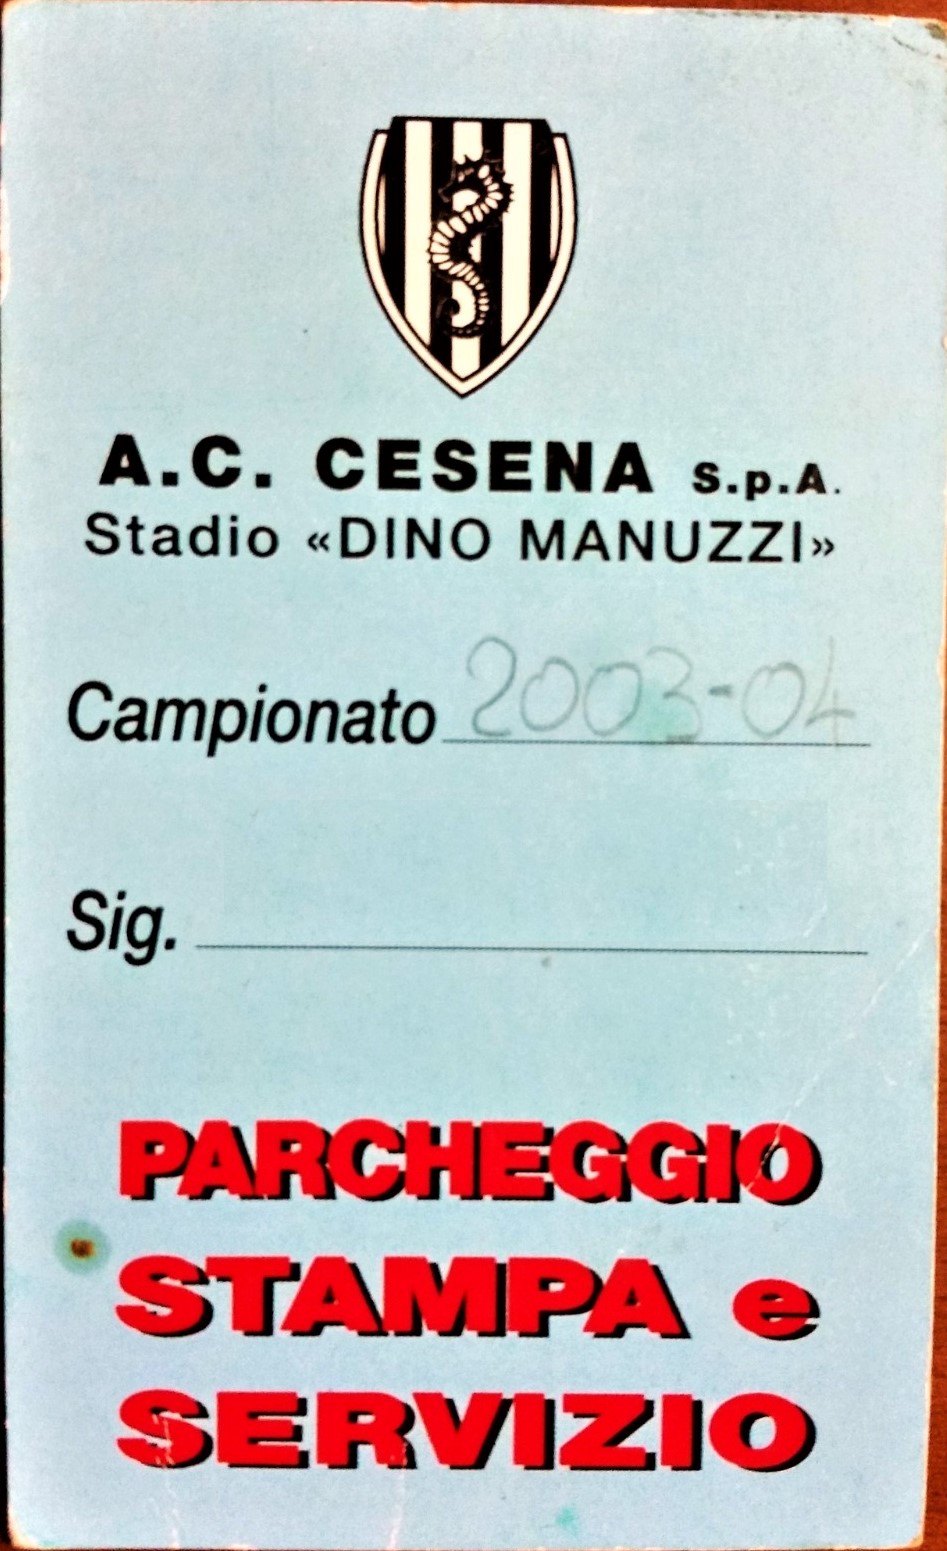 A.C. CESENA S.p.A.
Stadio «DINO MANUZZI»
Campionato 2003-04
Sig.
PARCHEGGIO
STAMPA e
SERVIZIO